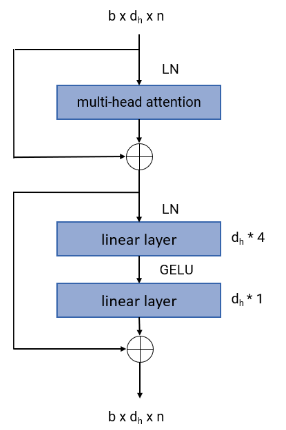 b x dₕ x n
LN
multi-head attention
LN
linear layer
dₕ * 4
GELU
linear layer
dₕ * 1
b x dₕ x n